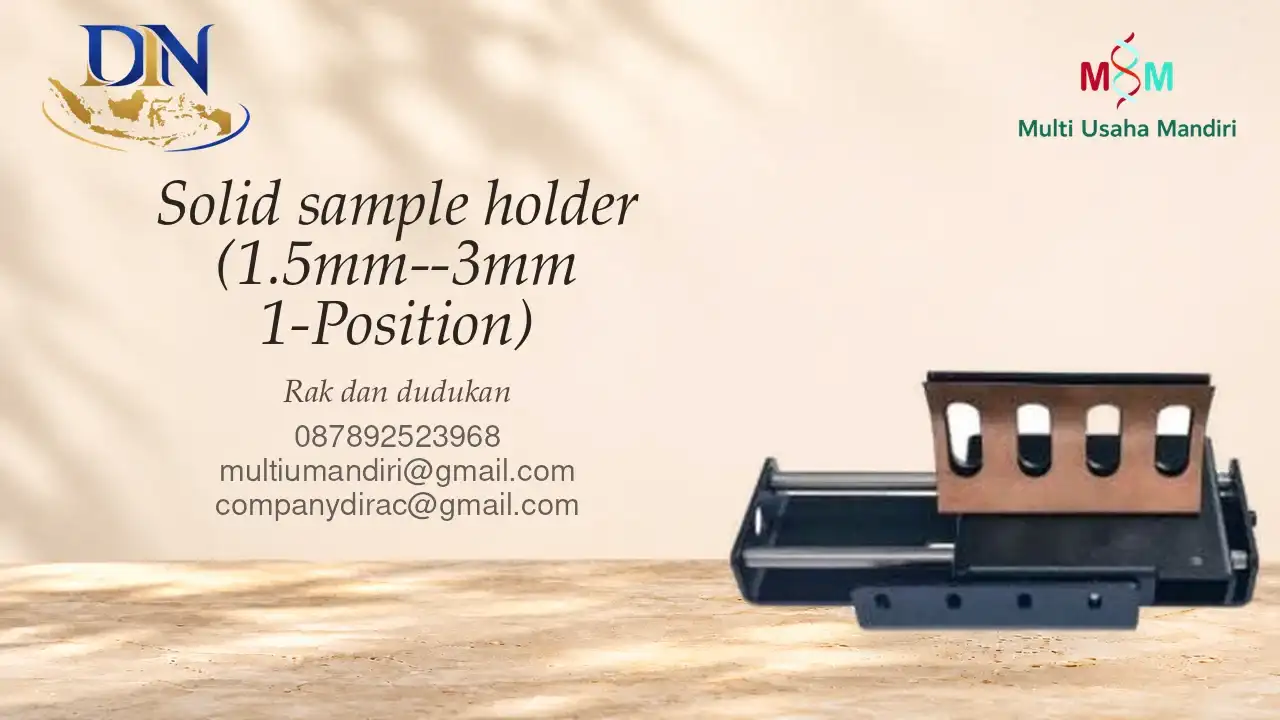 DN
M M
Multi Usaha Mandiri
Solid sample holder
(1.5mm--3mm
1-Position)
Rak dan dudukan
087892523968
multiumandiri@gmail.com
companydirac@gmail.com